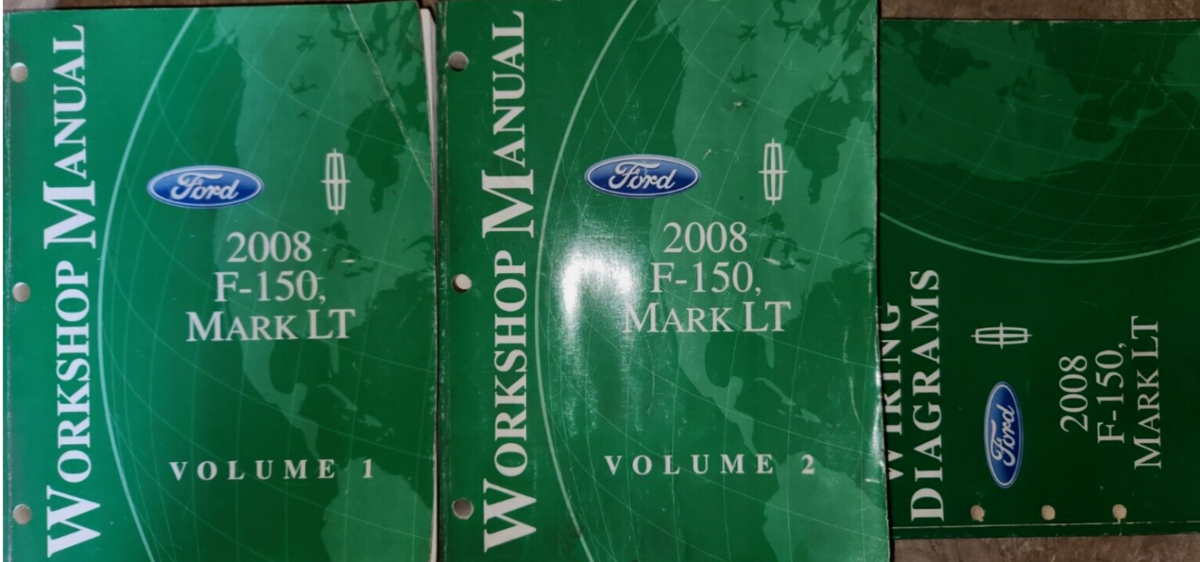 WORKSHOP MANUAL
Ford
2008
F-150,
MARK LT
VOLUME 1
WORKSHOP MANUAL
Ford
2008
F-150,
MARK LT
VOLUME 2
WIRING
DIAGRAMS
Ford
2008
F-150,
MARK LT